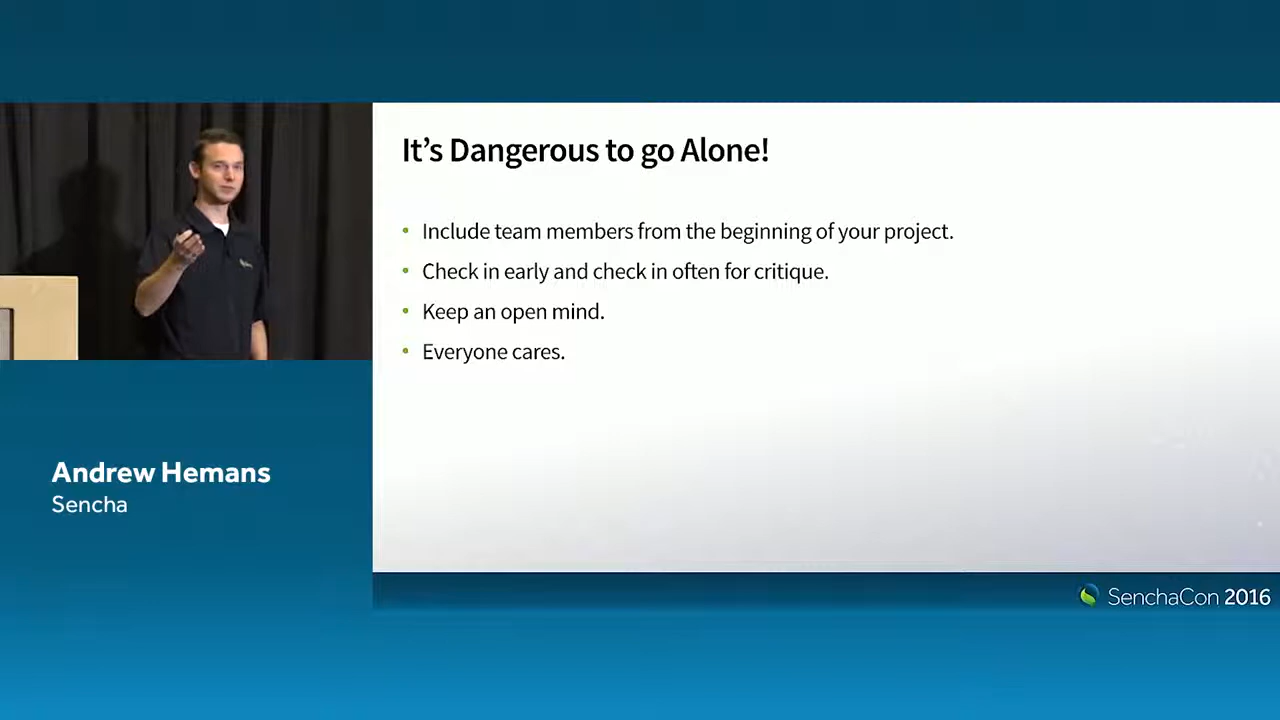 It's Dangerous to go Alone!
• Include team members from the beginning of your project.
• Check in early and check in often for critique.
• Keep an open mind.
• Everyone cares.
Andrew Hemans
Sencha
SenchaCon 2016